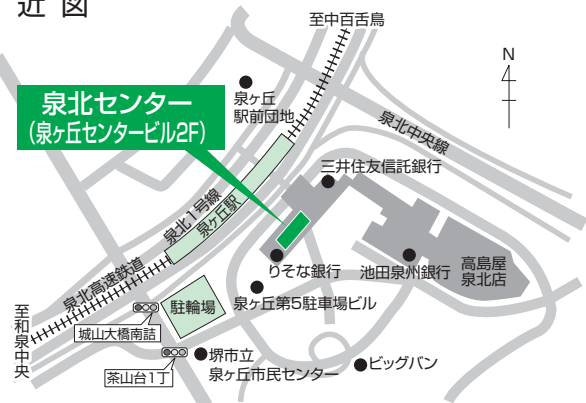 近図
至中百舌鳥
N
泉北センター
(泉ヶ丘センタービル2F)
泉ヶ丘
駅前団地
泉北中央線
三井住友信託銀行
泉北1号線
泉ヶ丘駅
泉北高速鉄道
りそな銀行
池田泉州銀行
高島屋
泉北店
至和泉中央
駐輪場
泉ヶ丘第5駐車場ビル
城山大橋南詰
茶山台1丁
堺市立
泉ヶ丘市民センター
ビッグバン